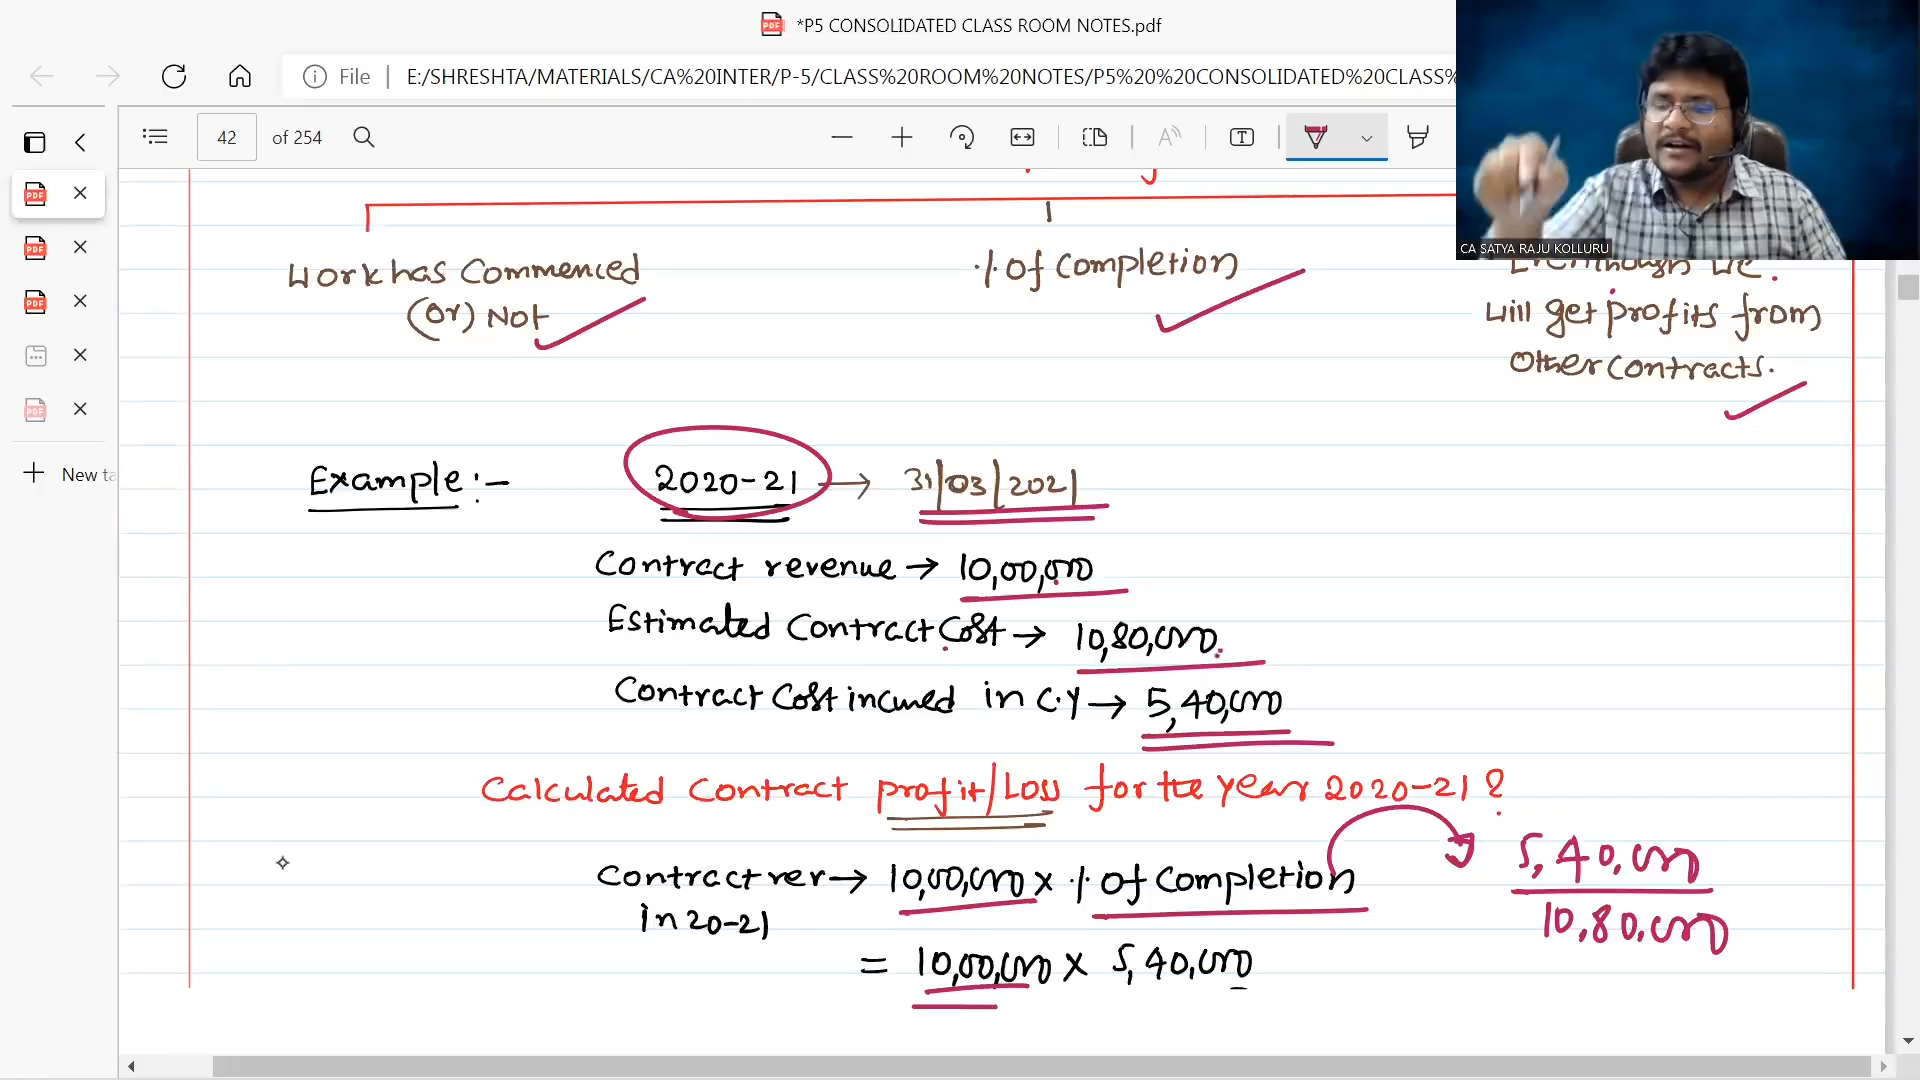 *P5 CONSOLIDATED CLASS ROOM NOTES.pdf
File | E:/SHRESHTA/MATERIALS/CA%20INTER/P-5/CLASS%20ROOM%20NOTES/P5%20%20CONSOLIDATED%20CLASS%
42 of 254
New ta
CA SATYA RAJU KOLLURU
Work has Commenced
(or) Not
% of Completion
Eventhough we
will get profits from
other contracts.
Example:- 2020-21 → 31/03/2021
Contract revenue → 10,00,000
Estimated Contract Cost → 10,80,000
Contract Cost incured in C.Y → 5,40,000
Calculated Contract profit/Loss for the year 2020-21?
Contract rev → 10,00,000 x % of Completion
in 20-21
5,40,000
10,80,000
= 10,00,000 x 5,40,000